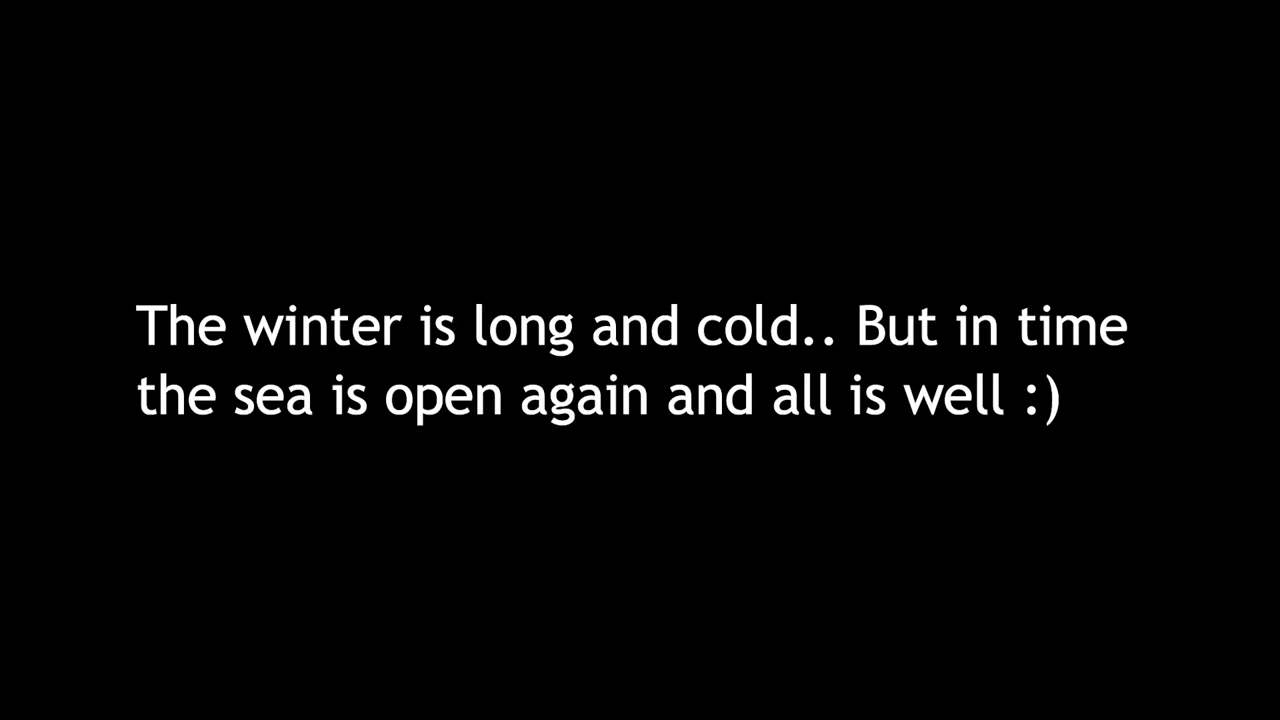 The winter is long and cold.. But in time
the sea is open again and all is well :)